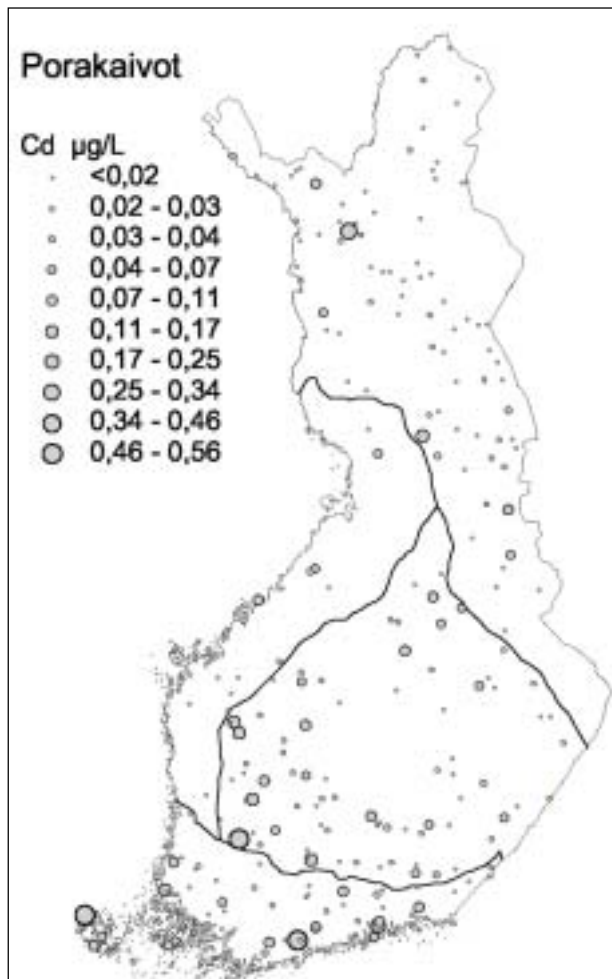 Porakaivot
Cd µg/L
<0,02
0,02 - 0,03
0,03 - 0,04
0,04 - 0,07
0,07 - 0,11
0,11 - 0,17
0,17 - 0,25
0,25 - 0,34
0,34 - 0,46
0,46 - 0,56